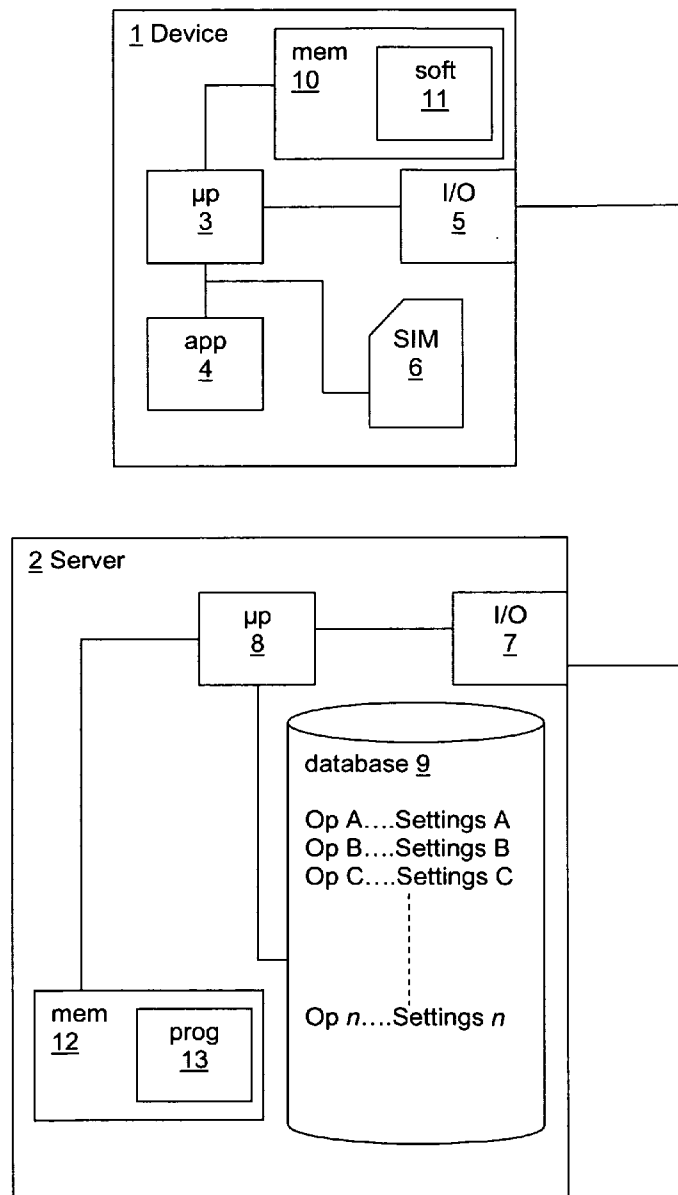 1 Device
mem
10
soft
11
µp
3
I/O
5
app
4
SIM
6
2 Server
µp
8
I/O
7
database 9
Op A....Settings A
Op B....Settings B
Op C....Settings C
Op n....Settings n
mem
12
prog
13